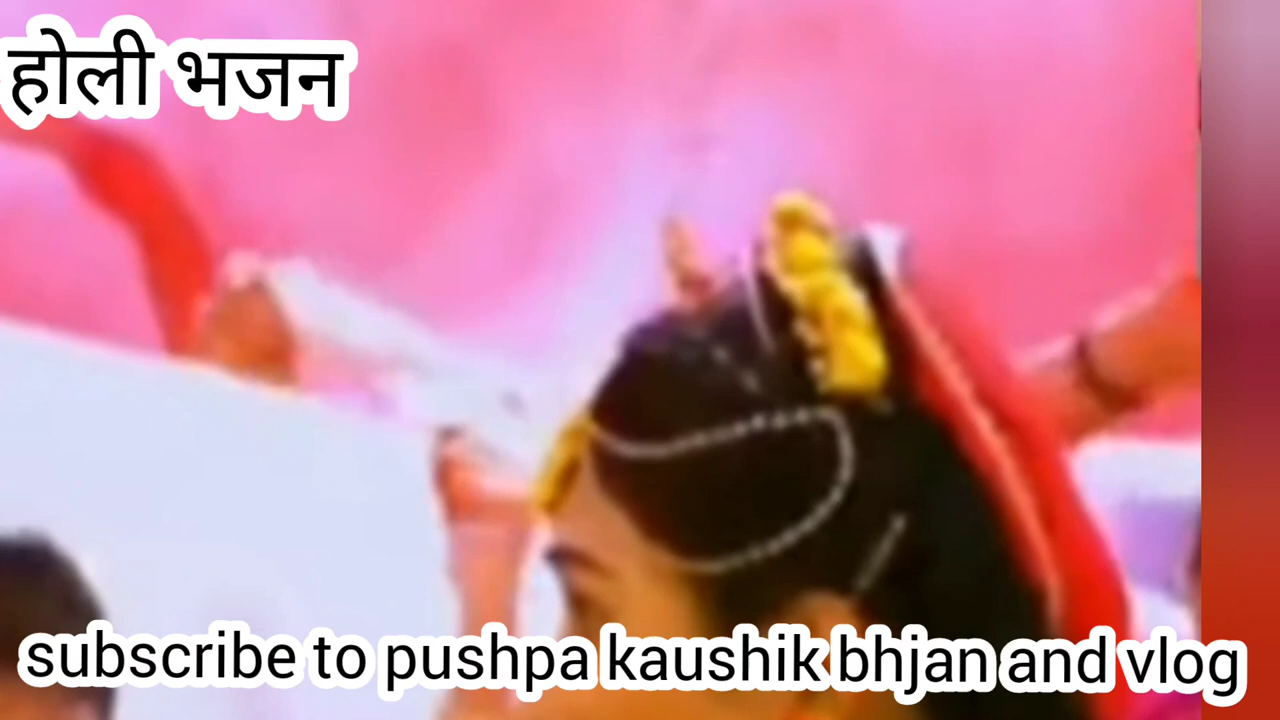 होली भजन
subscribe to pushpa kaushik bhjan and vlog